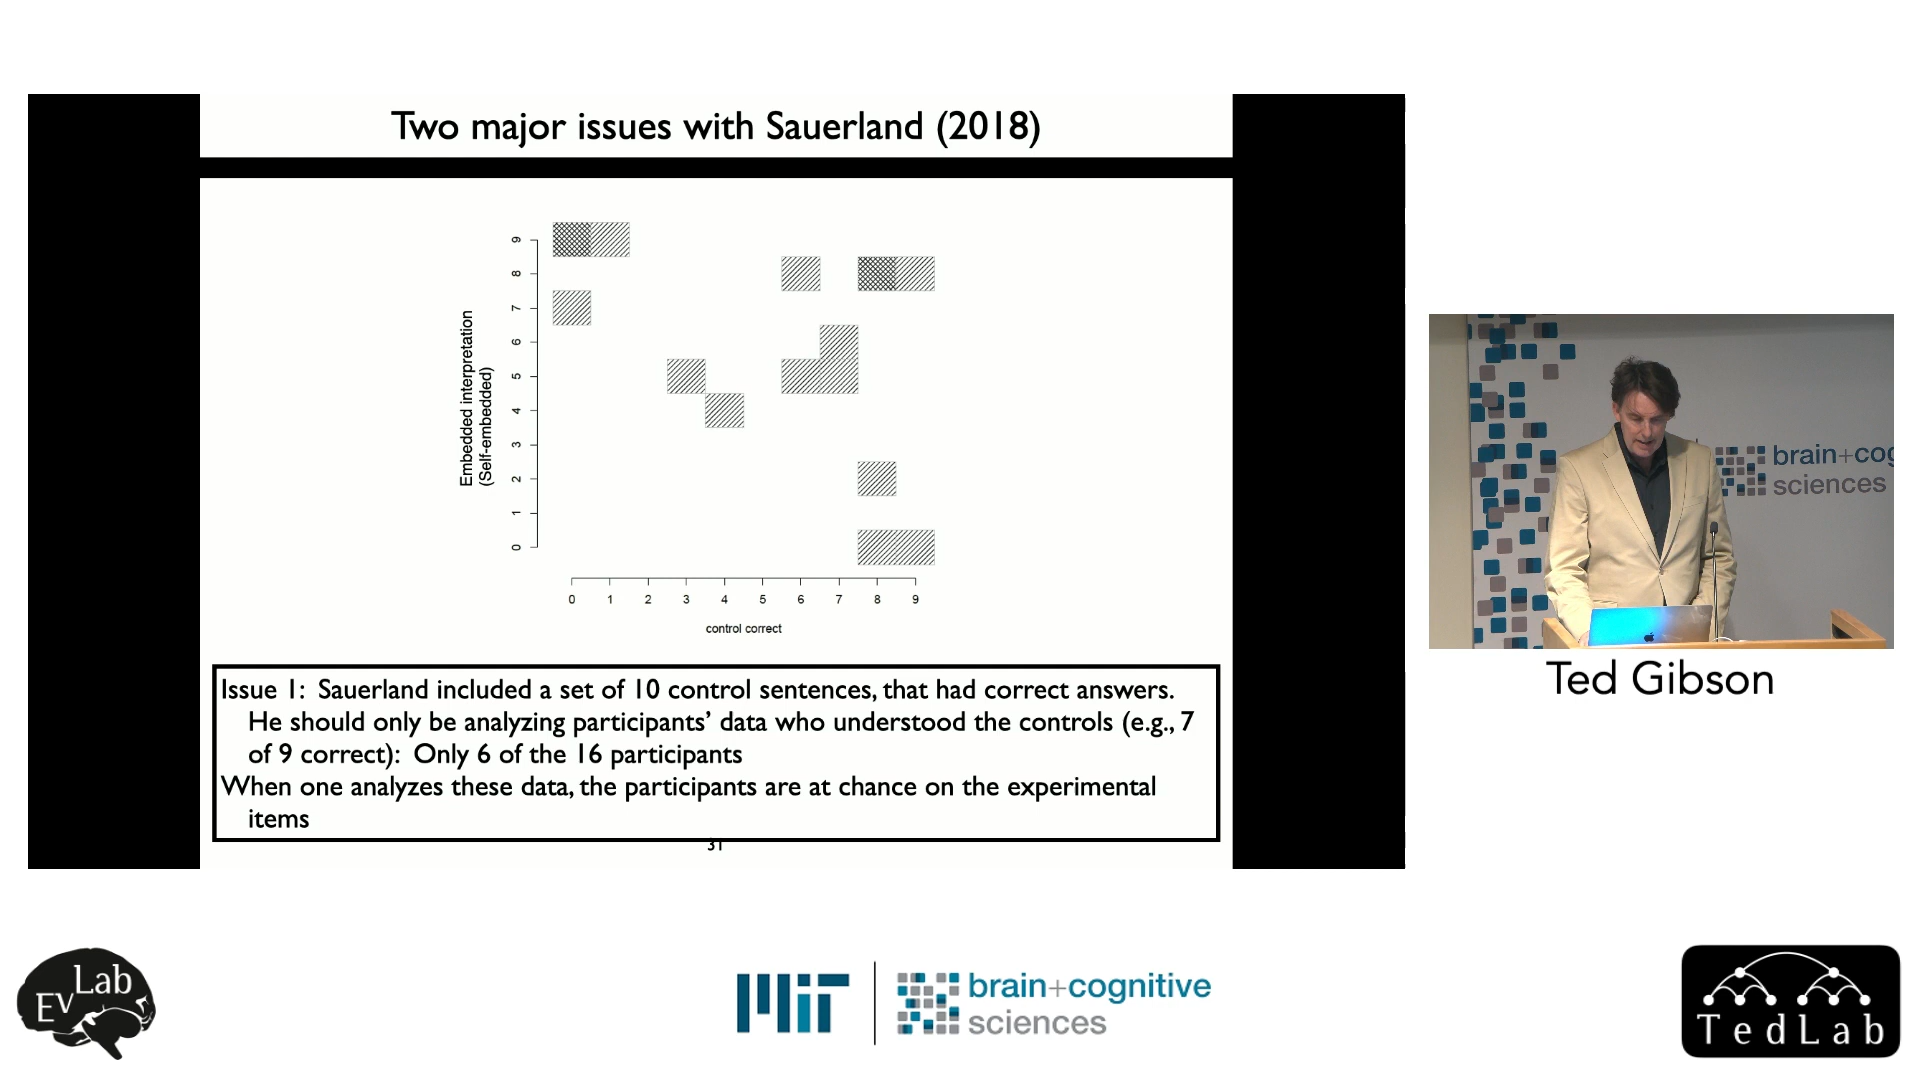 Two major issues with Sauerland (2018)
Embedded interpretation
(Self-embedded)
9
8
7
6
5
4
3
2
1
0
0 1 2 3 4 5 6 7 8 9
control correct
Issue 1: Sauerland included a set of 10 control sentences, that had correct answers.
He should only be analyzing participants' data who understood the controls (e.g., 7
of 9 correct): Only 6 of the 16 participants
When one analyzes these data, the participants are at chance on the experimental
items
31
brain+cog
sciences
Ted Gibson
EvLab
MIT
brain+cognitive
sciences
TedLab